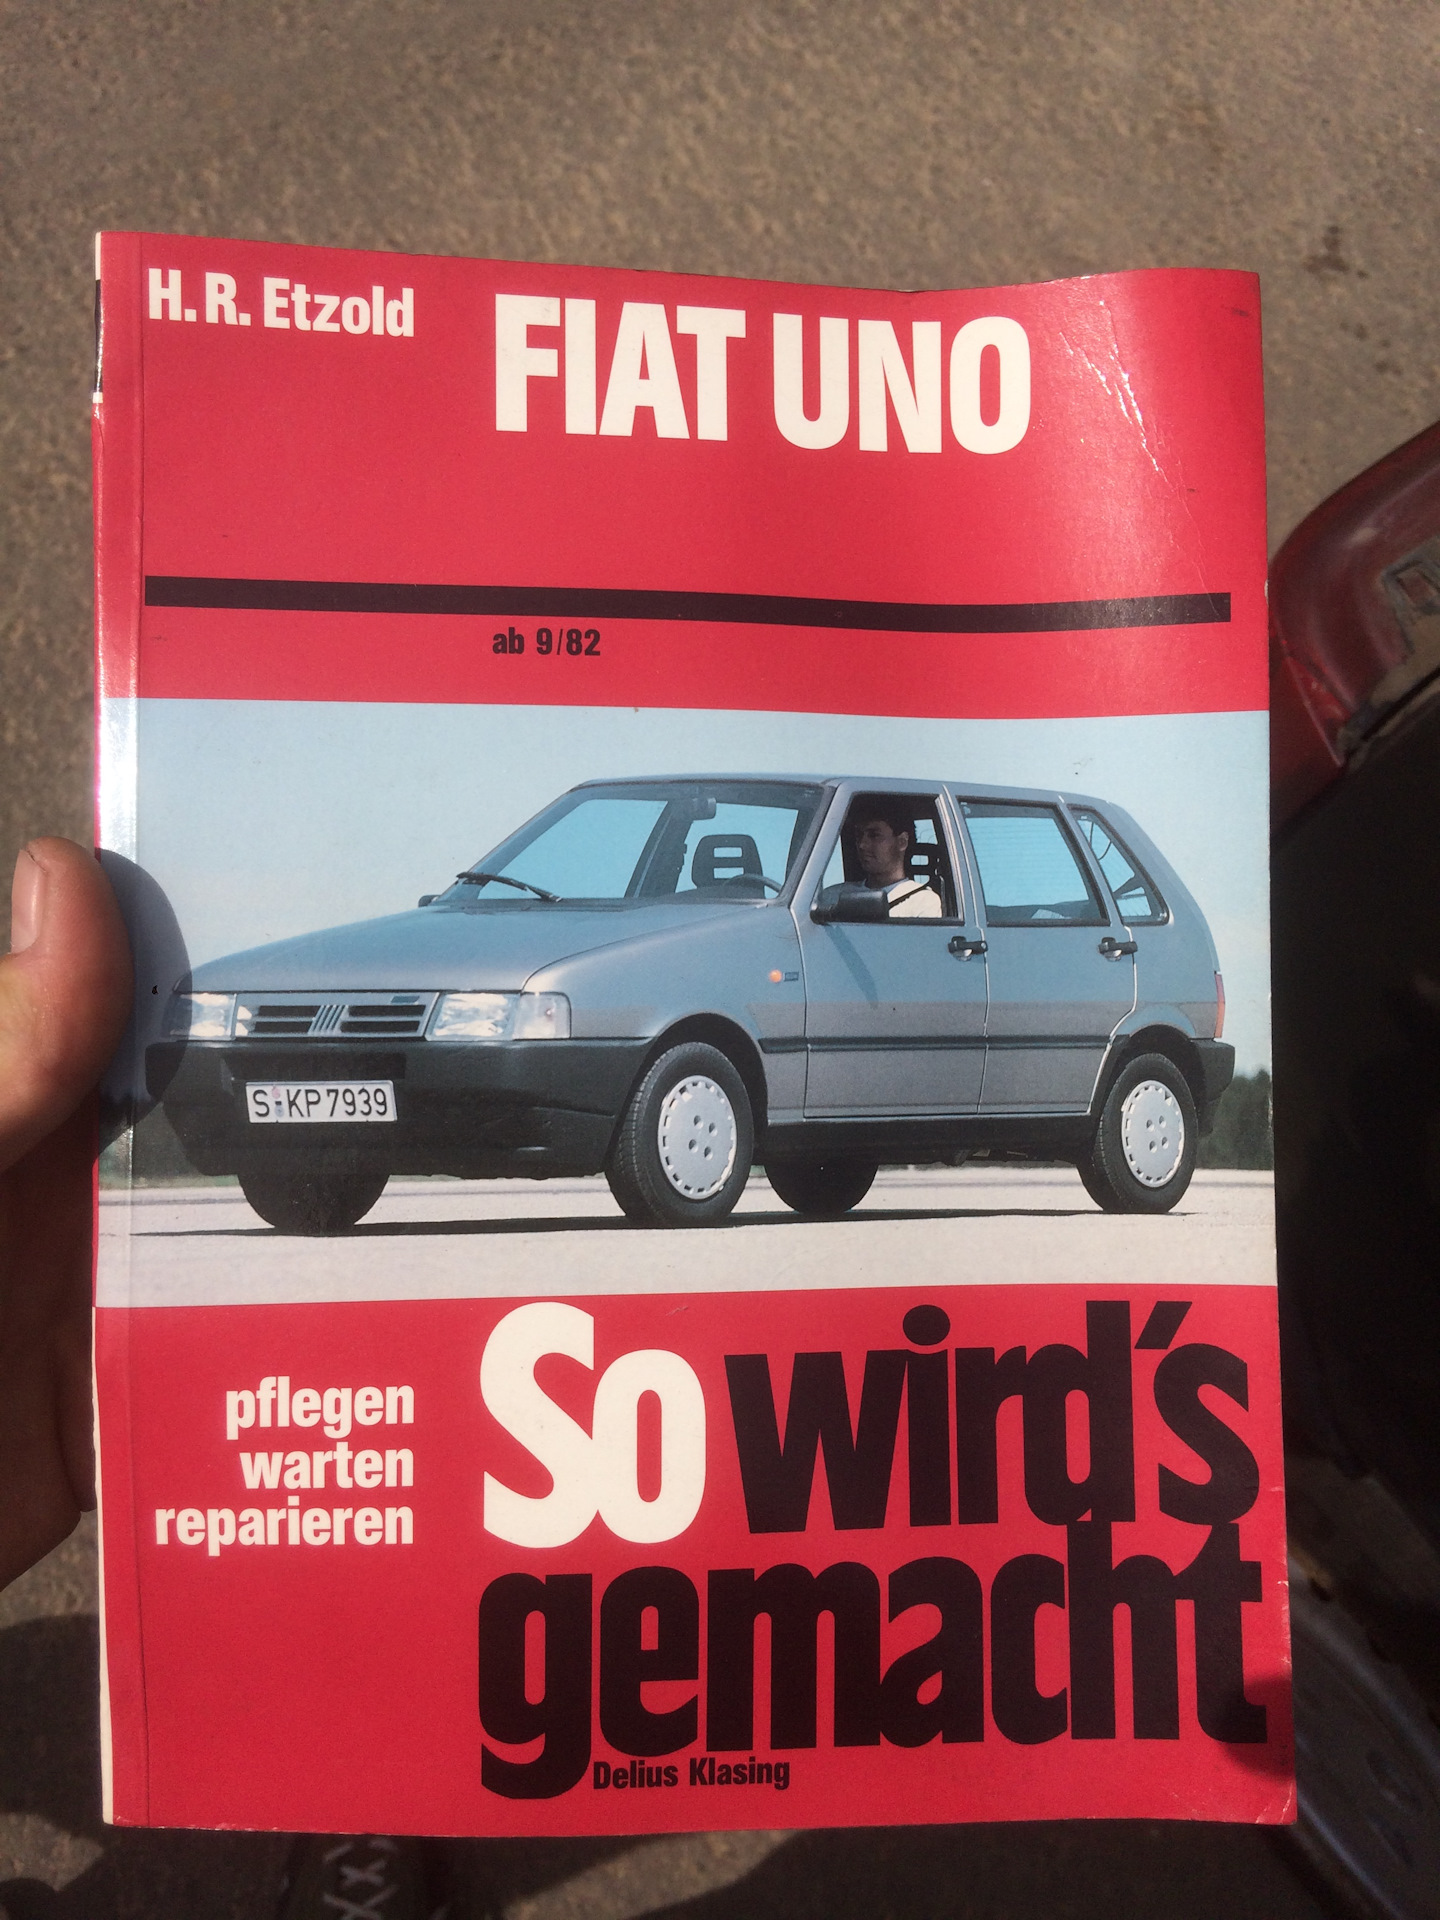 H. R. Etzold
FIAT UNO
ab 9/82
S KP 7939
pflegen
warten
reparieren
So wird's
gemacht
Delius Klasing